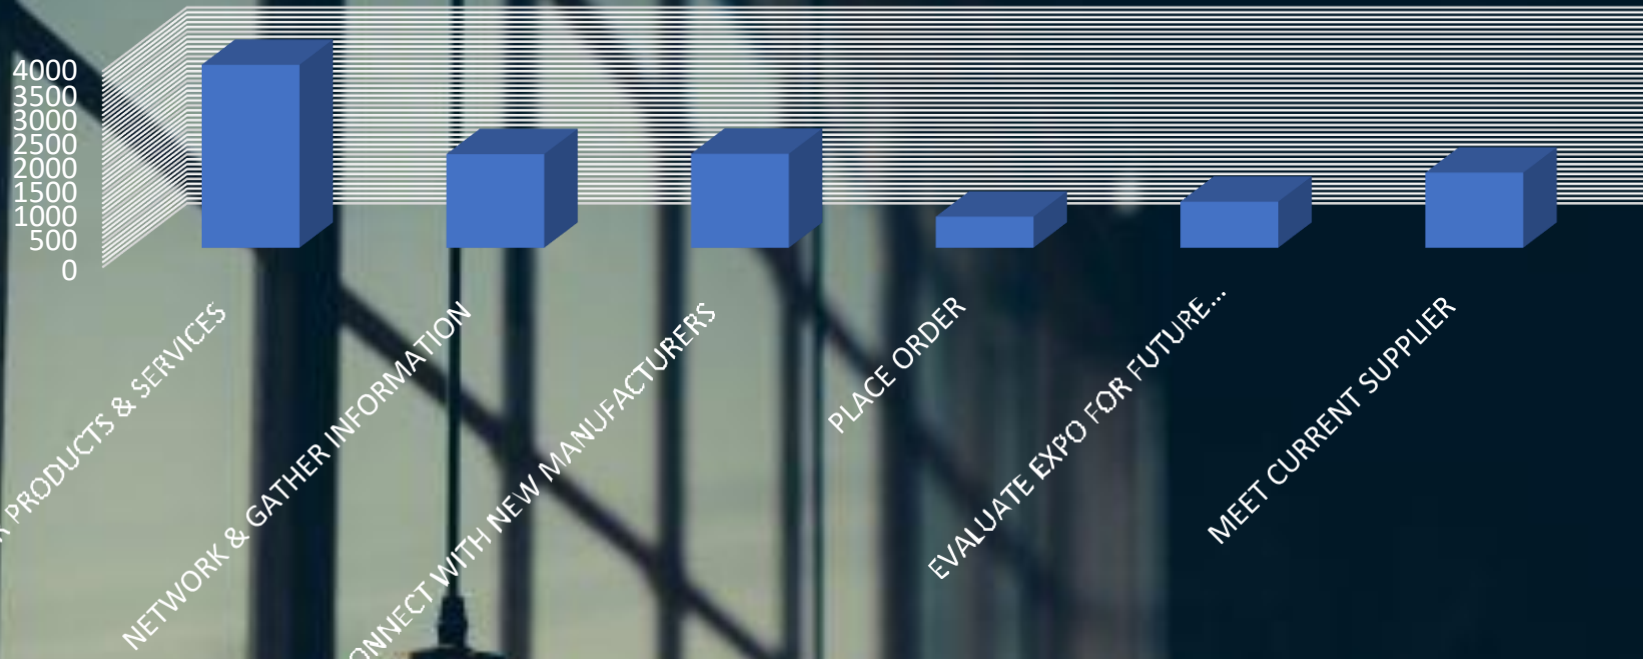 4000
3500
3000
2500
2000
1500
1000
500
0
PRODUCTS & SERVICES
NETWORK & GATHER INFORMATION
ONNECT WITH NEW MANUFACTURERS
PLACE ORDER
EVALUATE EXPO FOR FUTURE...
MEET CURRENT SUPPLIER